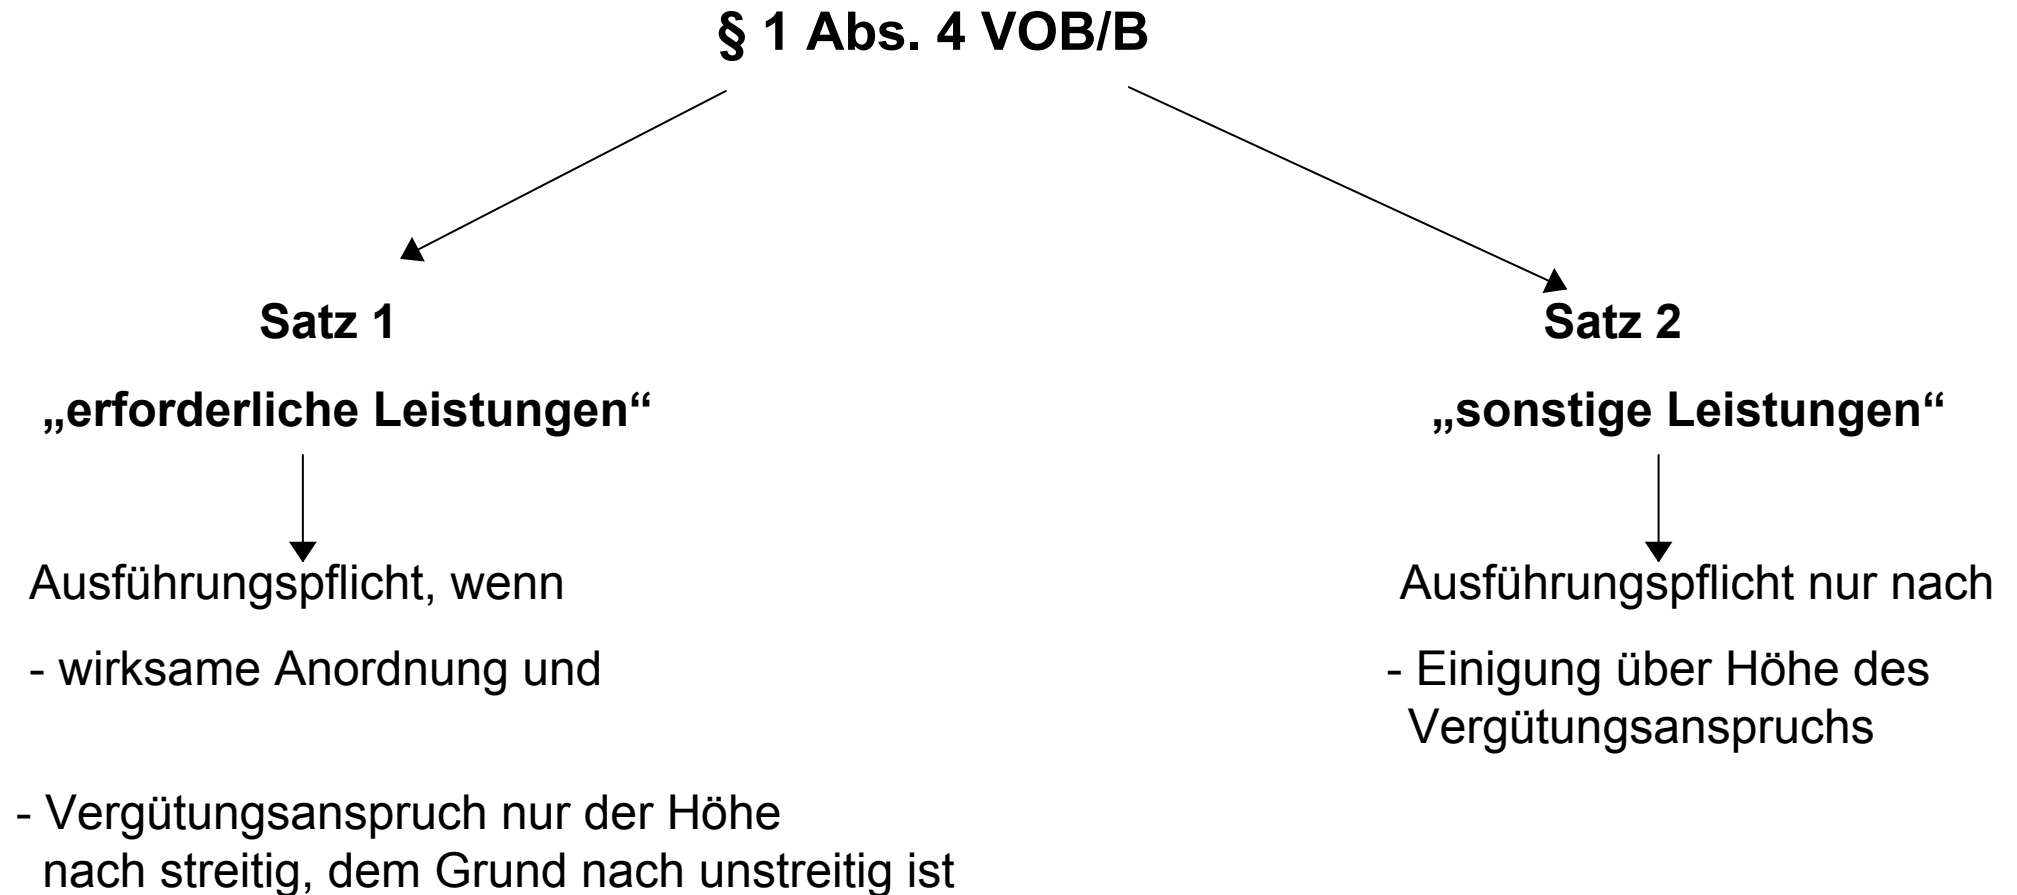 § 1 Abs. 4 VOB/B
Satz 1
„erforderliche Leistungen“
Ausführungspflicht, wenn
- wirksame Anordnung und
- Vergütungsanspruch nur der Höhe
nach streitig, dem Grund nach unstreitig ist
Satz 2
„sonstige Leistungen“
Ausführungspflicht nur nach
- Einigung über Höhe des
Vergütungsanspruchs